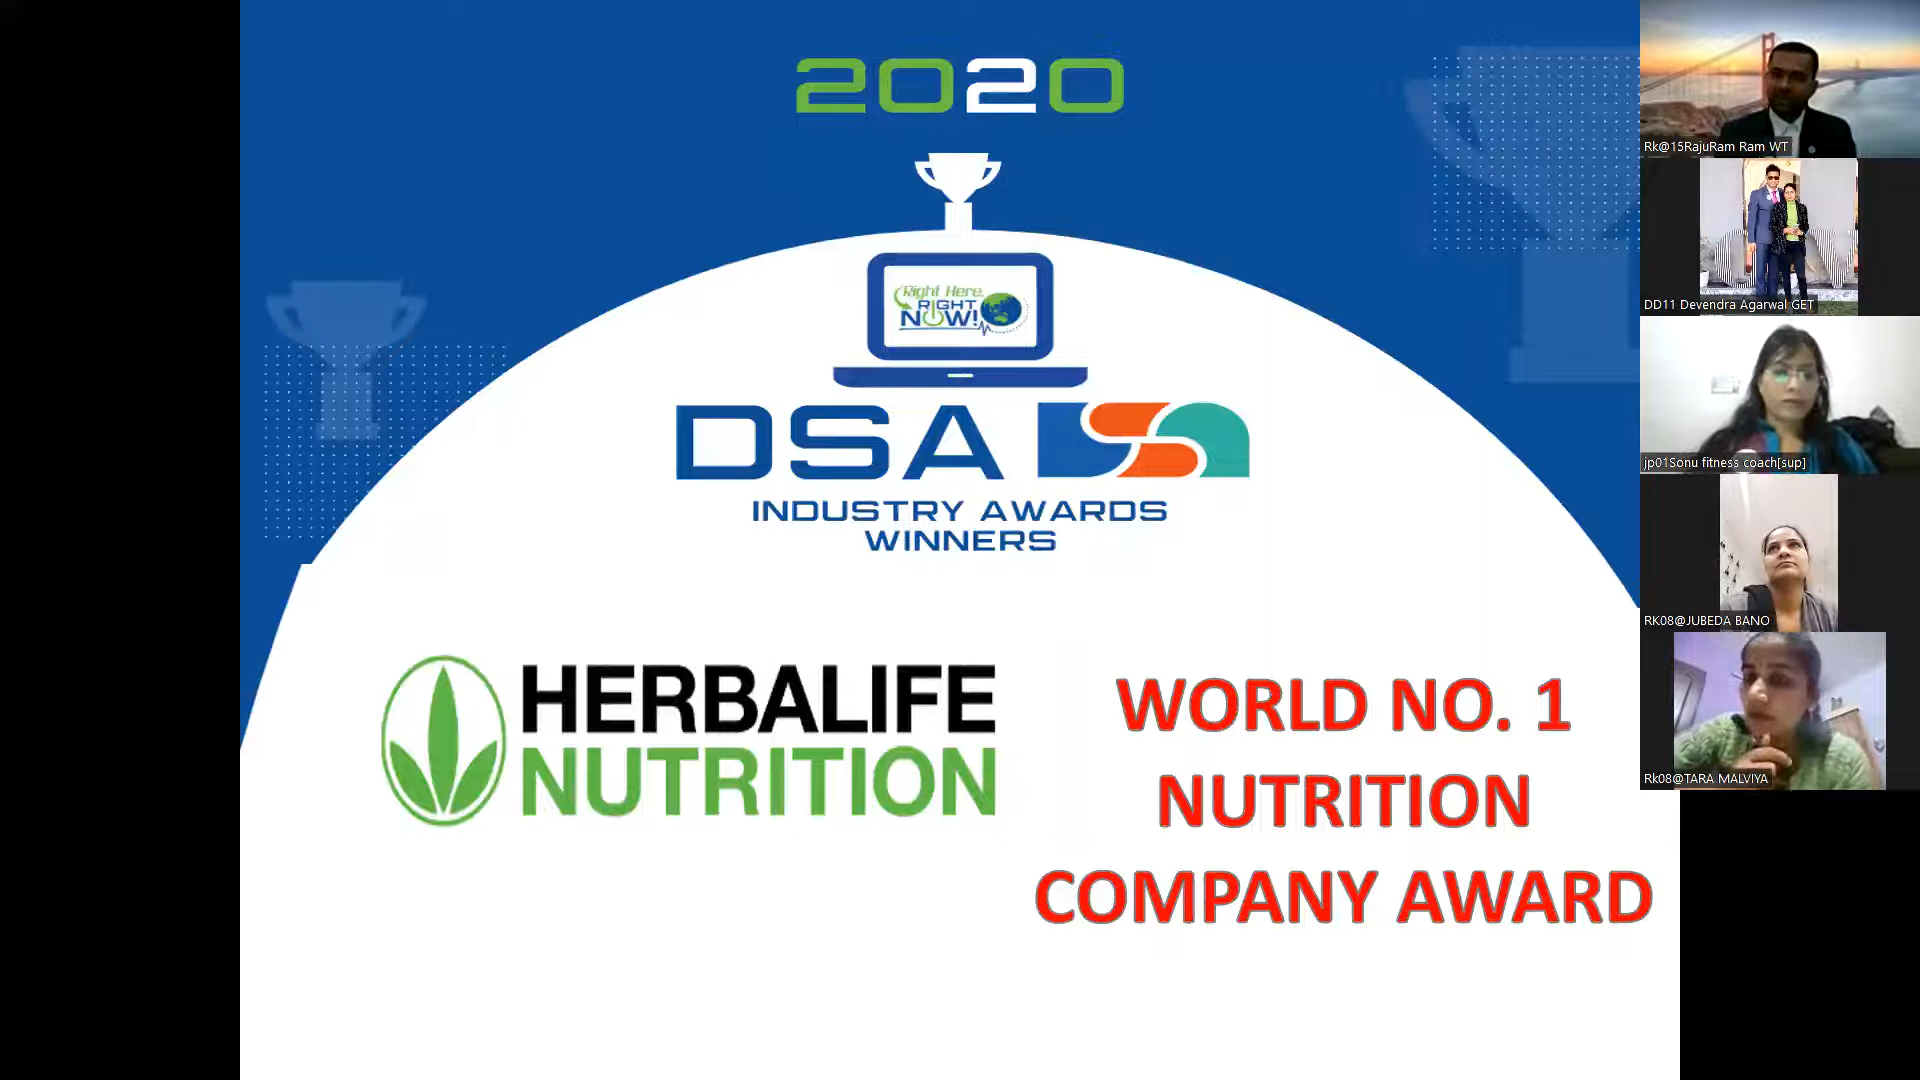 2020
Right Here,
RIGHT
NOW!
DSA
INDUSTRY AWARDS
WINNERS
HERBALIFE
NUTRITION
WORLD NO. 1
NUTRITION
COMPANY AWARD
Rk@15RajuRam Ram WT
DD11 Devendra Agarwal GET
jp01Sonu fitness coach[sup]
RK08@JUBEDA BANO
Rk08@TARA MALVIYA